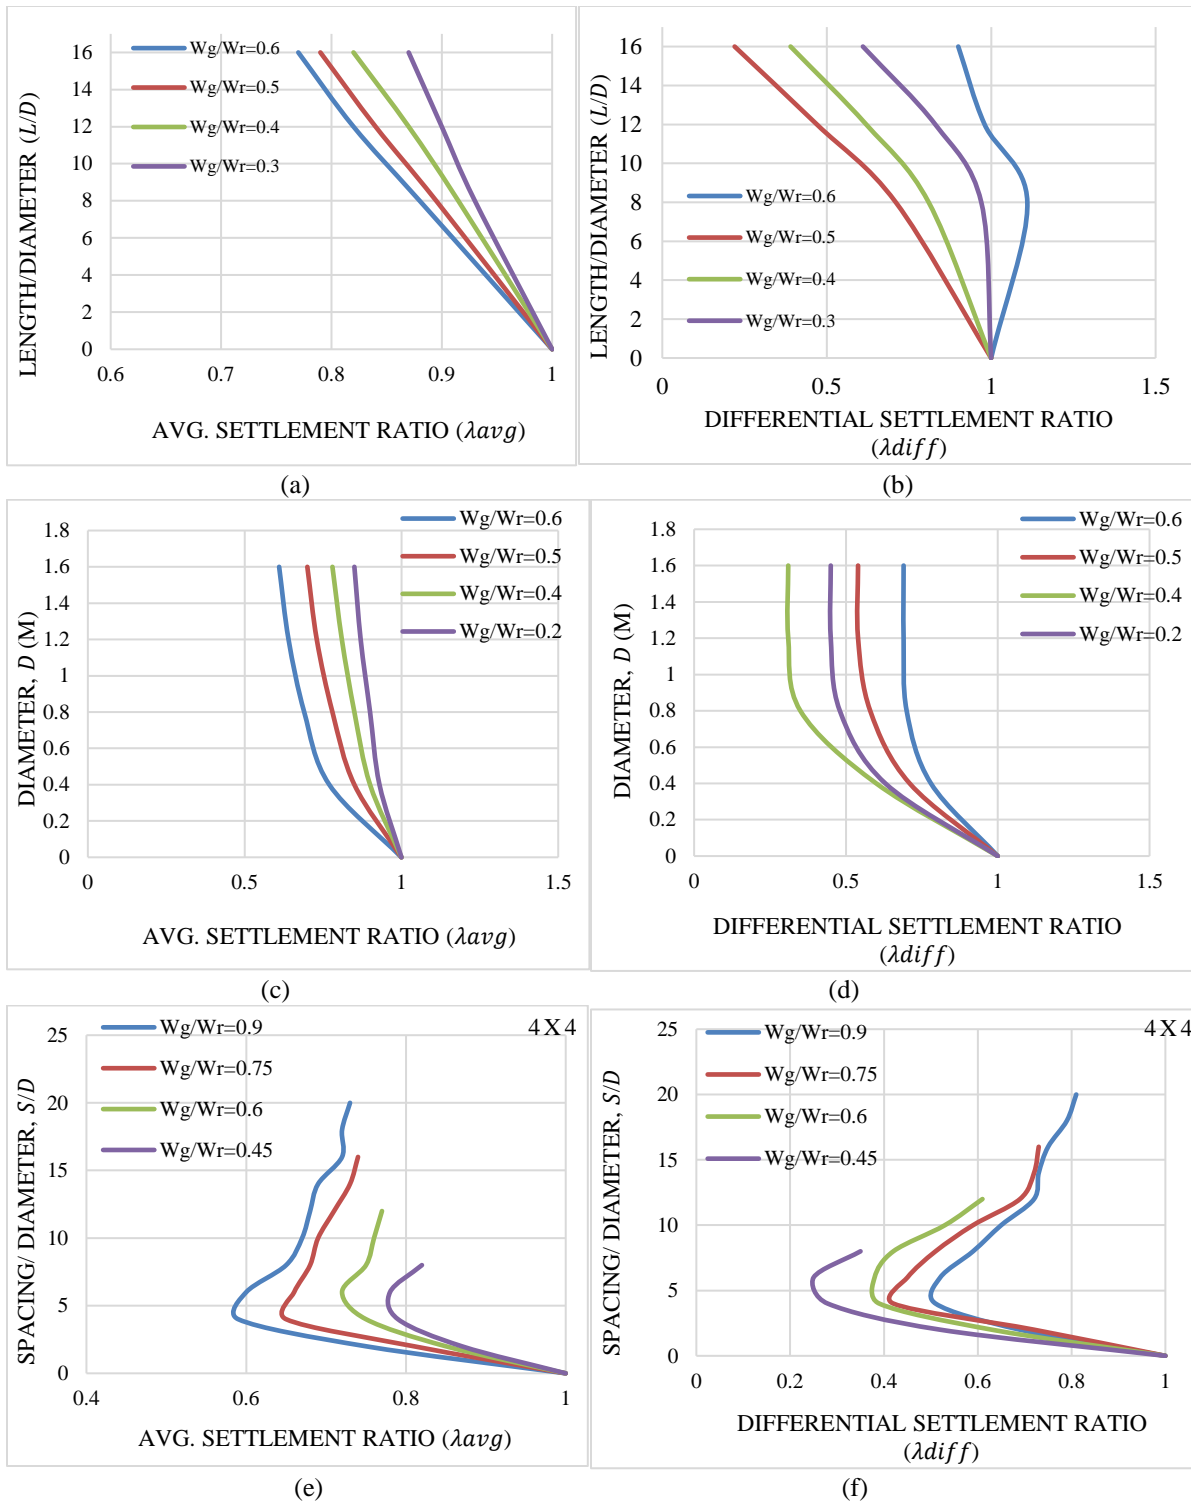 LENGTH/DIAMETER (L/D)
16
14
12
10
8
6
4
2
0
Wg/Wr=0.6
Wg/Wr=0.5
Wg/Wr=0.4
Wg/Wr=0.3
0.6
0.7
0.8
0.9
1
AVG. SETTLEMENT RATIO (λavg)
(a)
LENGTH/DIAMETER (L/D)
16
14
12
10
8
6
4
2
0
Wg/Wr=0.6
Wg/Wr=0.5
Wg/Wr=0.4
Wg/Wr=0.3
0
0.5
1
1.5
DIFFERENTIAL SETTLEMENT RATIO
(λdiff)
(b)
DIAMETER, D (M)
1.8
1.6
1.4
1.2
1
0.8
0.6
0.4
0.2
0
Wg/Wr=0.6
Wg/Wr=0.5
Wg/Wr=0.4
Wg/Wr=0.2
0
0.5
1
1.5
AVG. SETTLEMENT RATIO (λavg)
(c)
DIAMETER, D (M)
1.8
1.6
1.4
1.2
1
0.8
0.6
0.4
0.2
0
Wg/Wr=0.6
Wg/Wr=0.5
Wg/Wr=0.4
Wg/Wr=0.2
0
0.5
1
1.5
DIFFERENTIAL SETTLEMENT RATIO
(λdiff)
(d)
SPACING/ DIAMETER, S/D
25
20
15
10
5
0
Wg/Wr=0.9
Wg/Wr=0.75
Wg/Wr=0.6
Wg/Wr=0.45
4X4
0.4
0.6
0.8
1
AVG. SETTLEMENT RATIO (λavg)
(e)
SPACING/ DIAMETER, S/D
25
20
15
10
5
0
Wg/Wr=0.9
Wg/Wr=0.75
Wg/Wr=0.6
Wg/Wr=0.45
4X4
0
0.2
0.4
0.6
0.8
1
DIFFERENTIAL SETTLEMENT RATIO
(λdiff)
(f)